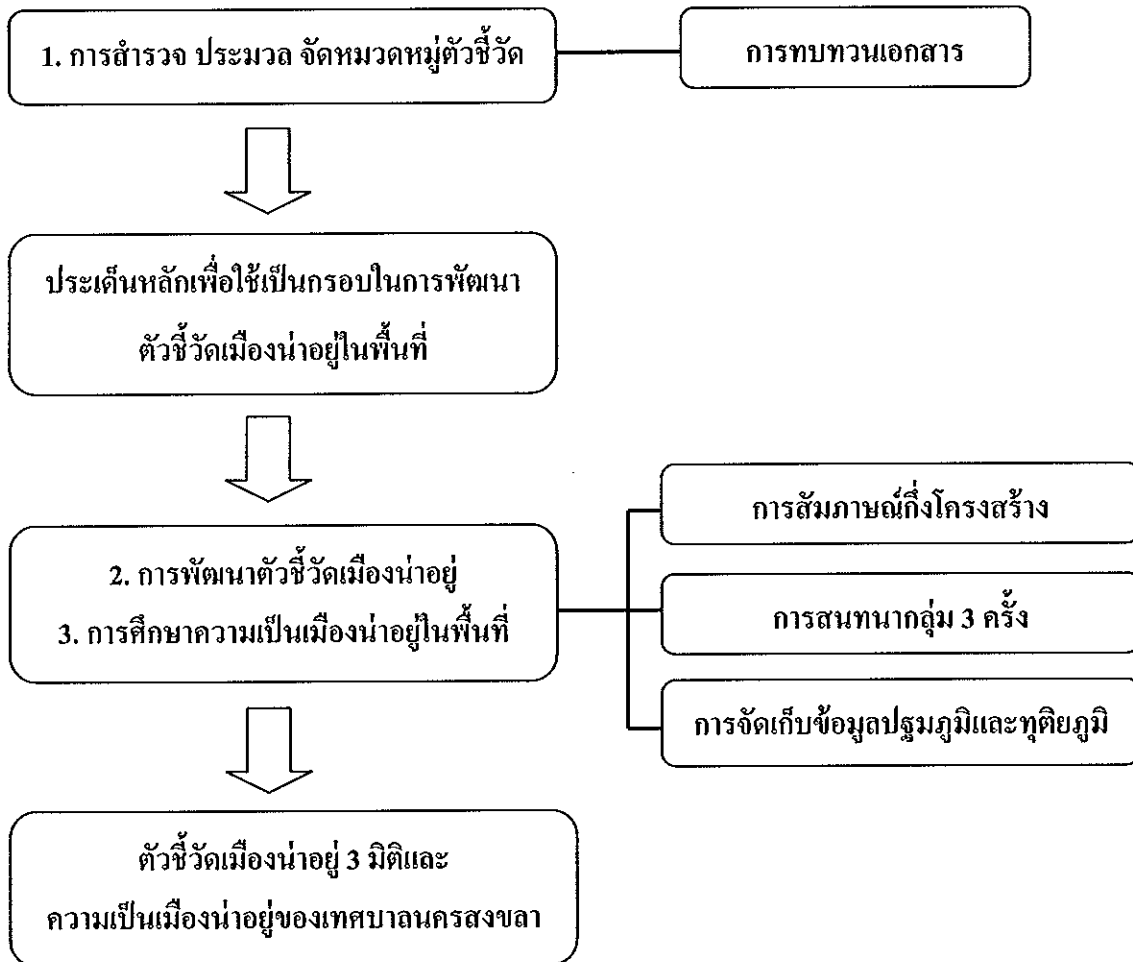 1. การสำรวจ ประมวล จัดหมวดหมู่ตัวชี้วัด
การทบทวนเอกสาร
ประเด็นหลักเพื่อใช้เป็นกรอบในการพัฒนา
ตัวชี้วัดเมืองน่าอยู่ในพื้นที่
2. การพัฒนาตัวชี้วัดเมืองน่าอยู่
3. การศึกษาความเป็นเมืองน่าอยู่ในพื้นที่
การสัมภาษณ์กึ่งโครงสร้าง
การสนทนากลุ่ม 3 ครั้ง
การจัดเก็บข้อมูลปฐมภูมิและทุติยภูมิ
ตัวชี้วัดเมืองน่าอยู่ 3 มิติและ
ความเป็นเมืองน่าอยู่ของเทศบาลนครสงขลา